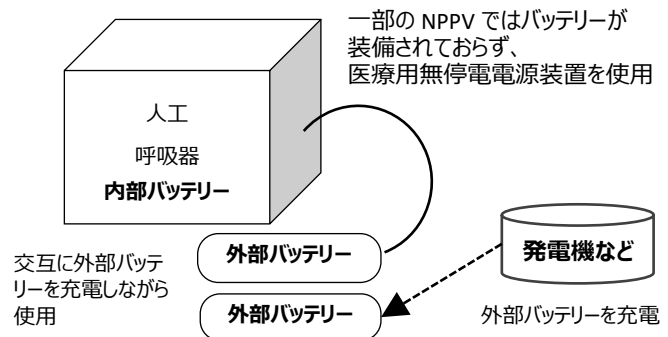 一部の NPPV ではバッテリーが
装備されておらず、
医療用無停電電源装置を使用
人工
呼吸器
内部バッテリー
外部バッテリー
外部バッテリー
交互に外部バッテ
リーを充電しながら
使用
発電機など
外部バッテリーを充電